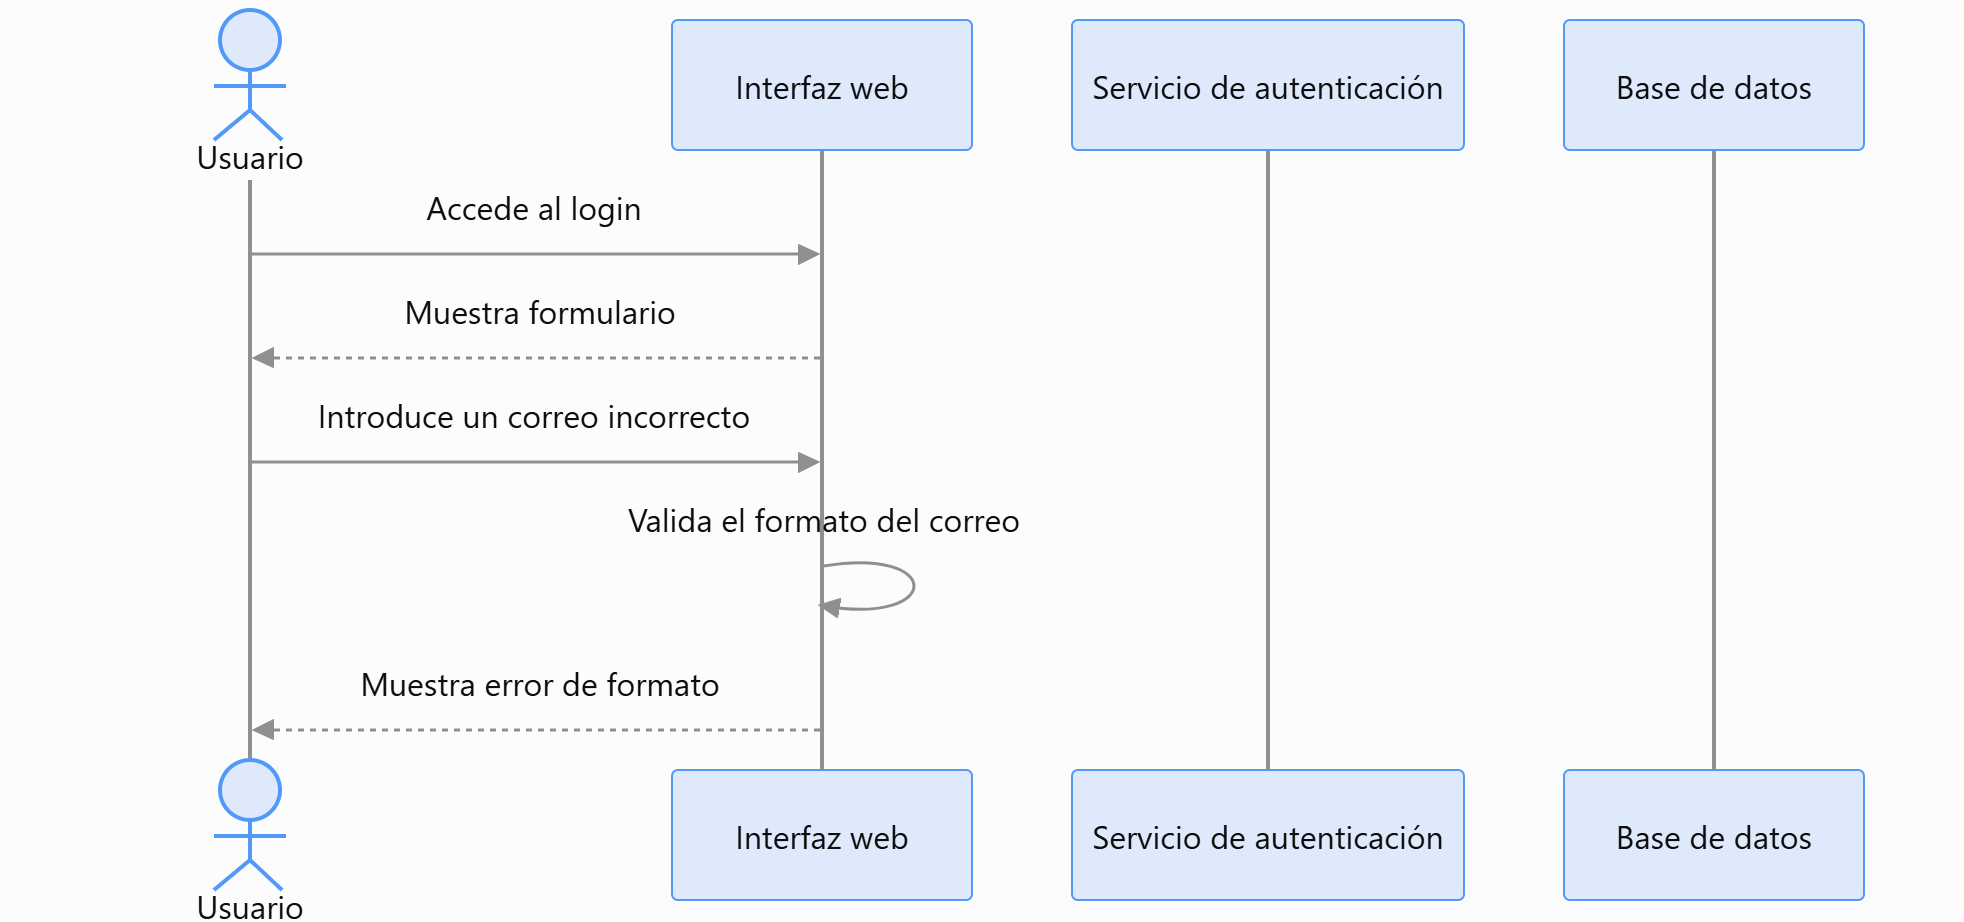 Usuario
Interfaz web
Servicio de autenticación
Base de datos
Accede al login
Muestra formulario
Introduce un correo incorrecto
Valida el formato del correo
Muestra error de formato
Usuario
Interfaz web
Servicio de autenticación
Base de datos